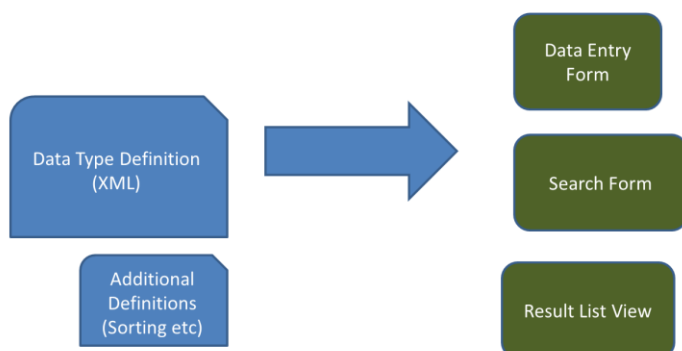 Data Type Definition
(XML)
Additional
Definitions
(Sorting etc)
Data Entry
Form
Search Form
Result List View